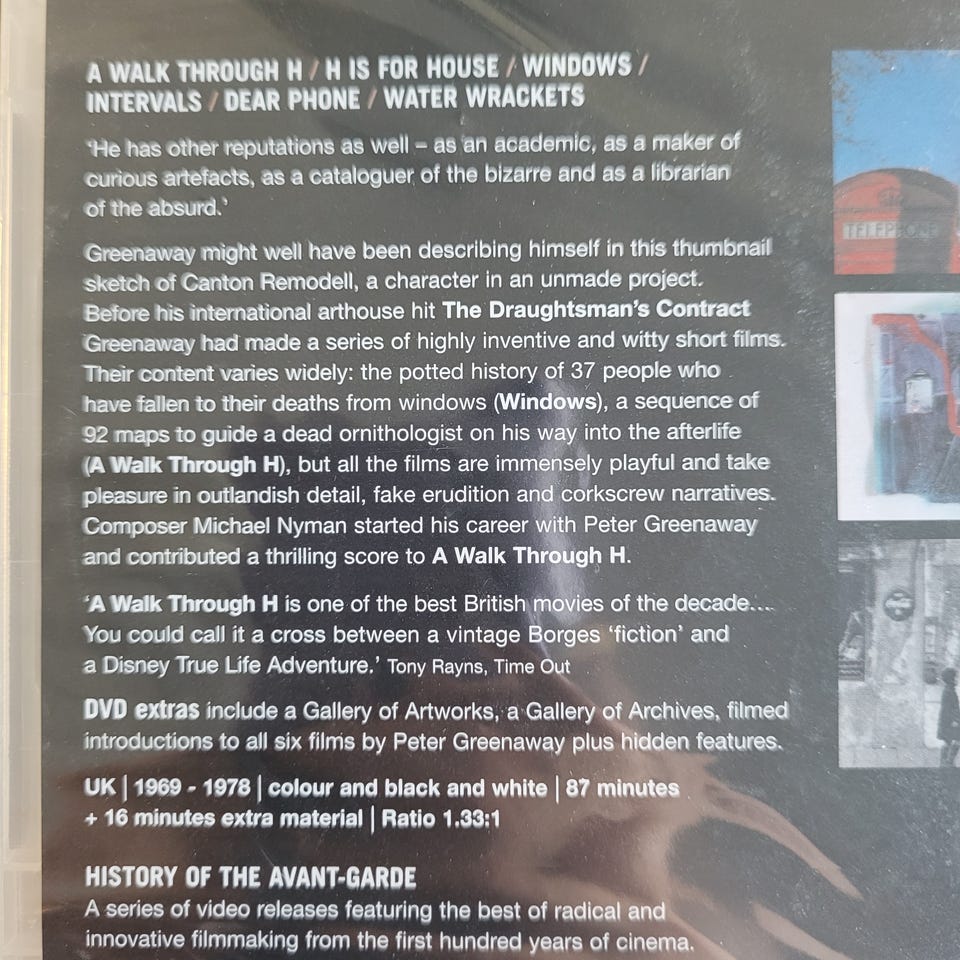 A WALK THROUGH H / H IS FOR HOUSE / WINDOWS /
INTERVALS / DEAR PHONE / WATER WRACKETS
'He has other reputations as well – as an academic, as a maker of
curious artefacts, as a cataloguer of the bizarre and as a librarian
of the absurd.'
Greenaway might well have been describing himself in this thumbnail
sketch of Canton Remodell, a character in an unmade project.
Before his international arthouse hit The Draughtsman's Contract
Greenaway had made a series of highly inventive and witty short films.
Their content varies widely: the potted history of 37 people who
have fallen to their deaths from windows (Windows), a sequence of
92 maps to guide a dead ornithologist on his way into the afterlife
(A Walk Through H), but all the films are immensely playful and take
pleasure in outlandish detail, fake erudition and corkscrew narratives.
Composer Michael Nyman started his career with Peter Greenaway
and contributed a thrilling score to A Walk Through H.
'A Walk Through H is one of the best British movies of the decade...
You could call it a cross between a vintage Borges 'fiction' and
a Disney True Life Adventure.' Tony Rayns, Time Out
DVD extras include a Gallery of Artworks, a Gallery of Archives, filmed
introductions to all six films by Peter Greenaway plus hidden features.
UK | 1969 - 1978 | colour and black and white | 87 minutes
+ 16 minutes extra material | Ratio 1.33:1
HISTORY OF THE AVANT-GARDE
A series of video releases featuring the best of radical and
innovative filmmaking from the first hundred years of cinema.
TELEPHONE